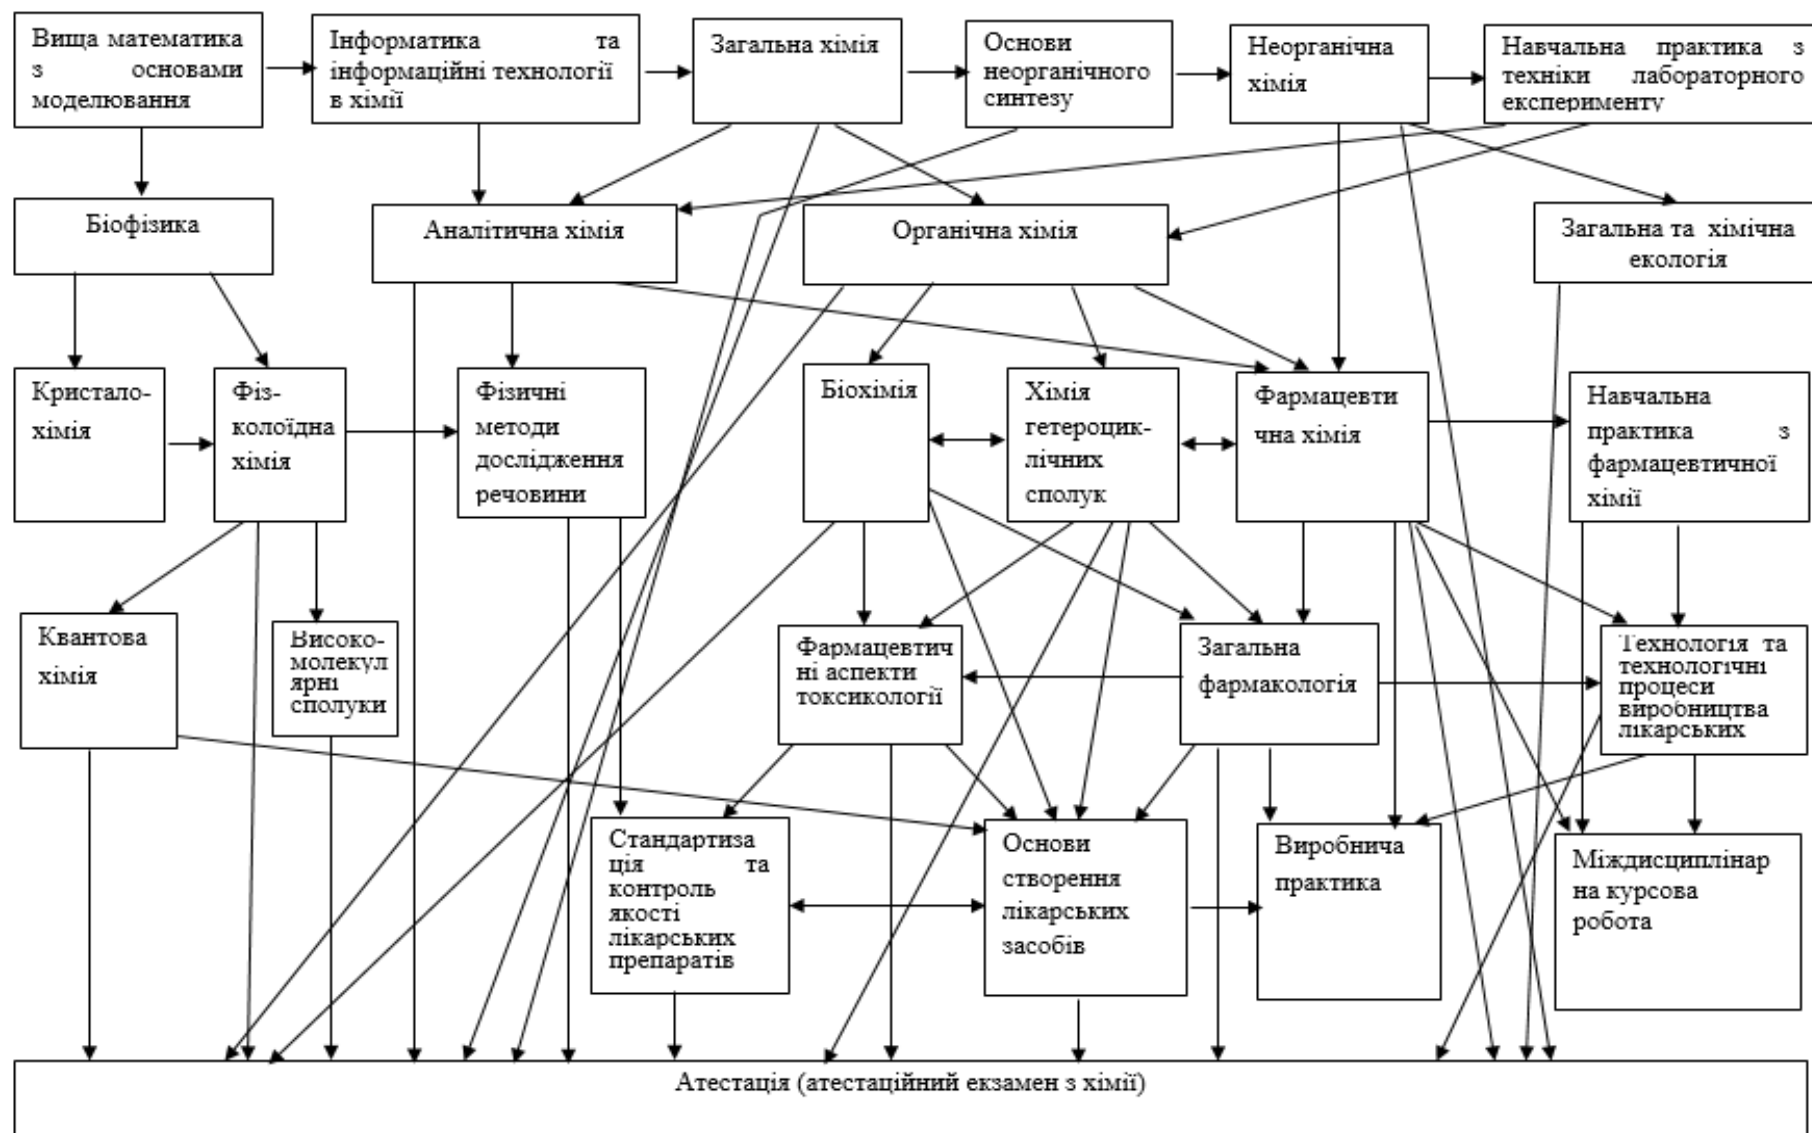 Вища математика
з основами
моделювання
Інформатика та
інформаційні технології
в хімії
Загальна хімія
Основи
неорганічного
синтезу
Неорганічна
хімія
Навчальна практика з
техніки лабораторного
експерименту
Біофізика
Аналітична хімія
Органічна хімія
Загальна та хімічна
екологія
Кристало-
хімія
Фіз-
колоїдна
хімія
Фізичні
методи
дослідження
речовини
Біохімія
Хімія
гетероцик-
лічних
сполук
Фармацевти
чна хімія
Навчальна
практика з
фармацевтичної
хімії
Квантова
хімія
Високо-
молекул
ярні
сполуки
Фармацевтич
ні аспекти
токсикології
Загальна
фармакологія
Технологія та
технологічні
процеси
виробництва
лікарських
Стандартиза
ція та
контроль
якості
лікарських
препаратів
Основи
створення
лікарських
засобів
Виробнича
практика
Міждисциплінар
на курсова
робота
Атестація (атестаційний екзамен з хімії)